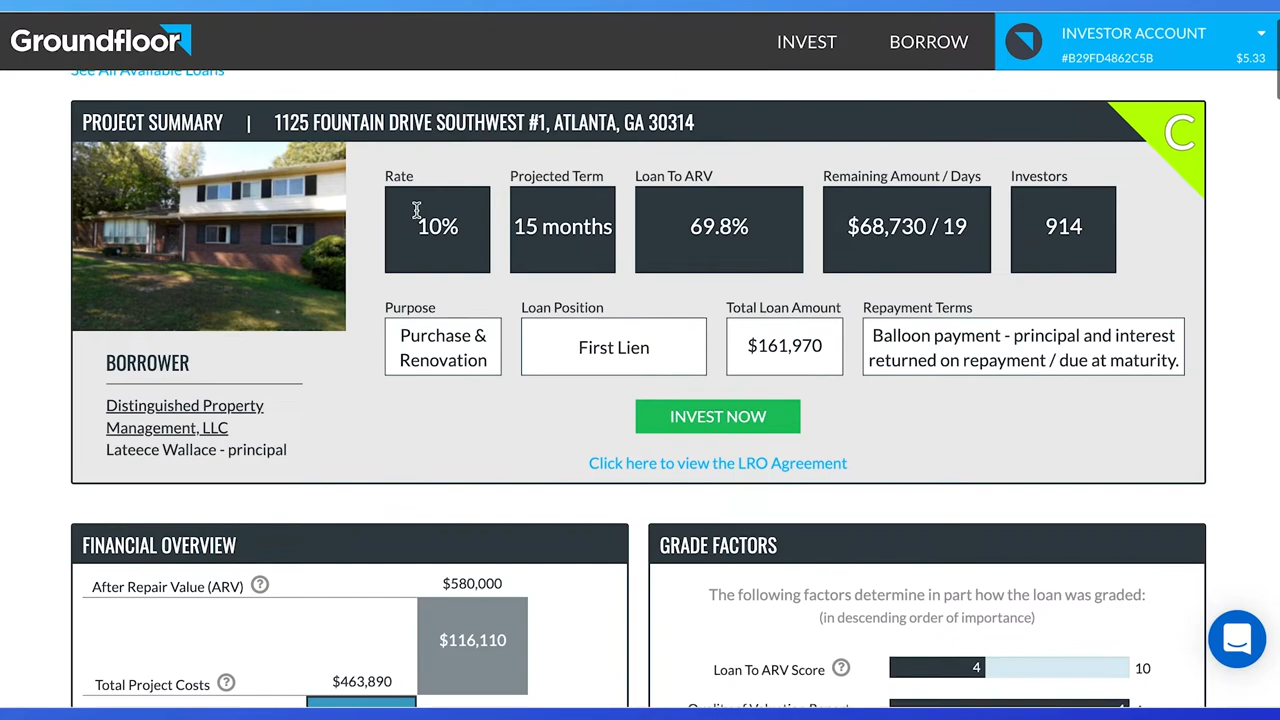 Groundfloor
INVEST
BORROW
INVESTOR ACCOUNT
#B29FD4862C5B
$5.33
See All Available Loans
PROJECT SUMMARY | 1125 FOUNTAIN DRIVE SOUTHWEST #1, ATLANTA, GA 30314
C
Rate
10%
Projected Term
15 months
Loan To ARV
69.8%
Remaining Amount / Days
$68,730 / 19
Investors
914
Purpose
Purchase &
Renovation
Loan Position
First Lien
Total Loan Amount
$161,970
Repayment Terms
Balloon payment - principal and interest
returned on repayment / due at maturity.
BORROWER
Distinguished Property
Management, LLC
Lateece Wallace - principal
INVEST NOW
Click here to view the LRO Agreement
FINANCIAL OVERVIEW
After Repair Value (ARV) ?
$580,000
$116,110
Total Project Costs ?
$463,890
GRADE FACTORS
The following factors determine in part how the loan was graded:
(in descending order of importance)
Loan To ARV Score ?
4
10
Quality of Valuation Report